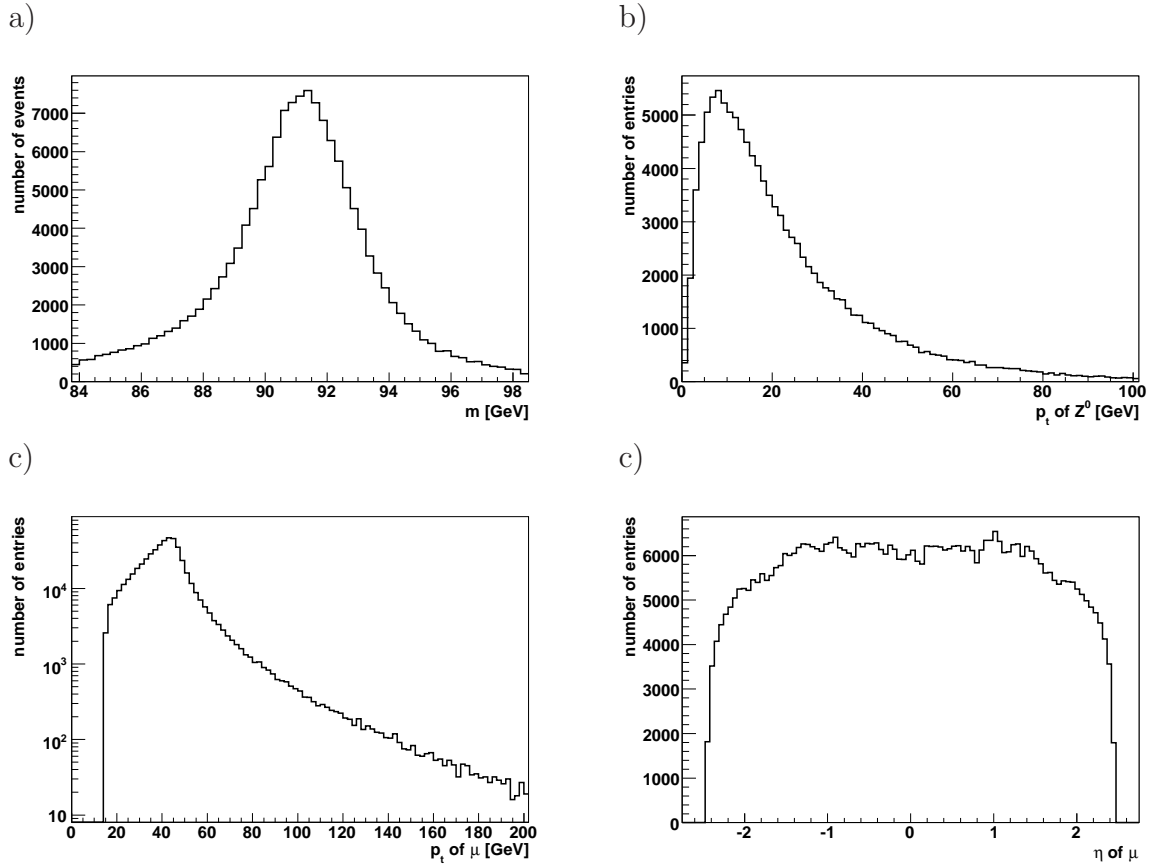 a)
number of events
7000
6000
5000
4000
3000
2000
1000
0
84 86 88 90 92 94 96 98
m [GeV]
b)
number of entries
5000
4000
3000
2000
1000
0
0 20 40 60 80 100
p_t of Z^0 [GeV]
c)
number of entries
10^4
10^3
10^2
10
0 20 40 60 80 100 120 140 160 180 200
p_t of μ [GeV]
c)
number of entries
6000
5000
4000
3000
2000
1000
0
-2 -1 0 1 2
η of μ